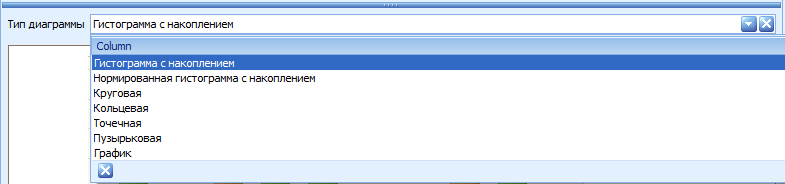 Тип диаграммы Гистограмма с накоплением
Column
Гистограмма с накоплением
Нормированная гистограмма с накоплением
Круговая
Кольцевая
Точечная
Пузырьковая
График